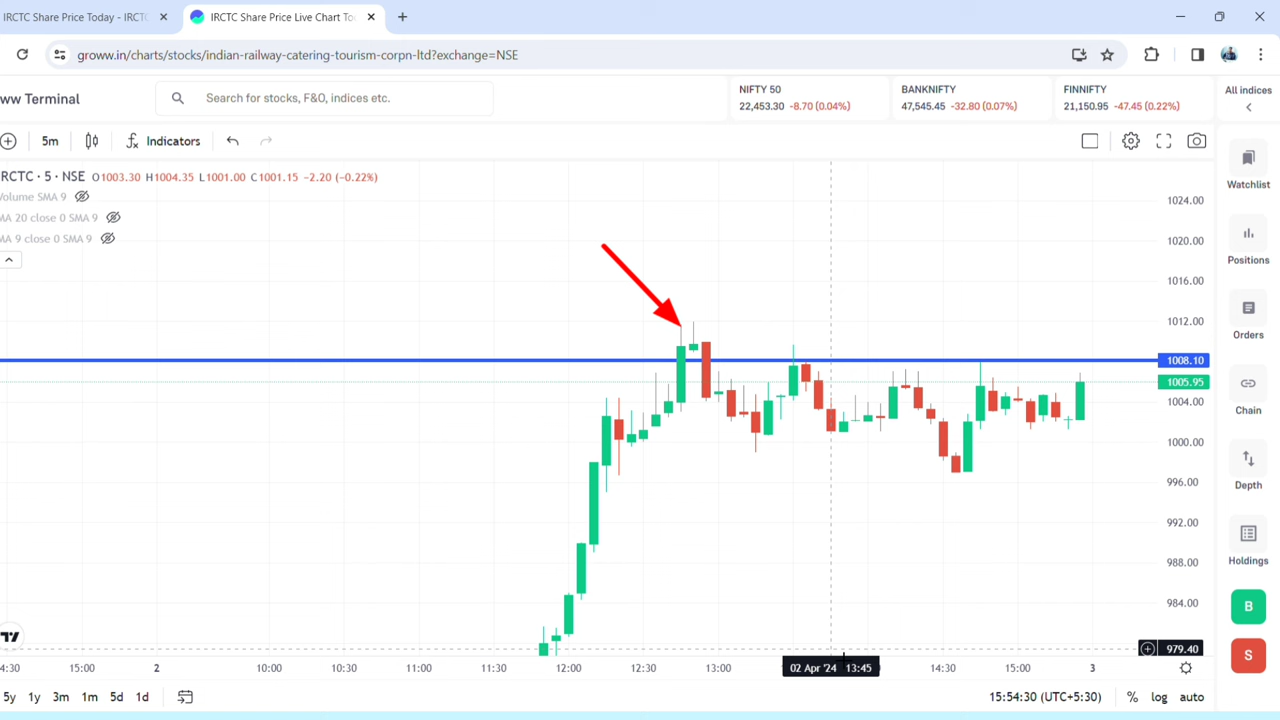 IRCTC Share Price Today - IRCTC
IRCTC Share Price Live Chart To
groww.in/charts/stocks/indian-railway-catering-tourism-corpn-ltd?exchange=NSE
ww Terminal
Search for stocks, F&O, indices etc.
NIFTY 50
22,453.30 -8.70 (0.04%)
BANKNIFTY
47,545.45 -32.80 (0.07%)
FINNIFTY
21,150.95 -47.45 (0.22%)
All indices
5m
Indicators
RCTC · 5 · NSE O1003.30 H1004.35 L1001.00 C1001.15 -2.20 (-0.22%)
Volume SMA 9
MA 20 close 0 SMA 9
MA 9 close 0 SMA 9
1024.00
1020.00
1016.00
1012.00
1008.10
1005.95
1004.00
1000.00
996.00
992.00
988.00
984.00
979.40
Watchlist
Positions
Orders
Chain
Depth
Holdings
B
S
4:30
15:00
2
10:00
10:30
11:00
11:30
12:00
12:30
13:00
02 Apr '24 13:45
14:30
15:00
3
5y 1y 3m 1m 5d 1d
15:54:30 (UTC+5:30)
% log auto